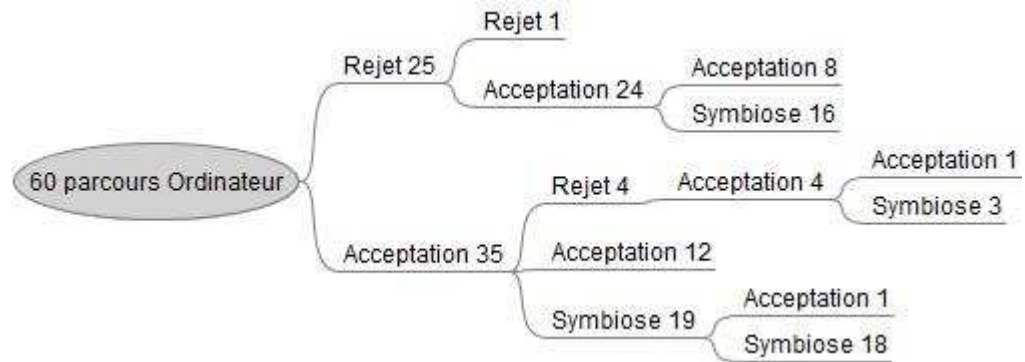 60 parcours Ordinateur
Rejet 25
Rejet 1
Acceptation 24
Acceptation 8
Symbiose 16
Acceptation 35
Rejet 4
Acceptation 4
Acceptation 1
Symbiose 3
Acceptation 12
Symbiose 19
Acceptation 1
Symbiose 18